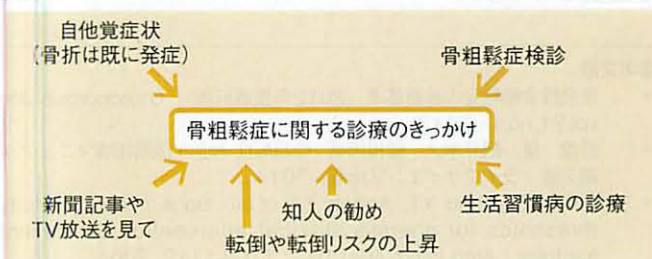 自他覚症状
(骨折は既に発症)
骨粗鬆症検診
骨粗鬆症に関する診療のきっかけ
新聞記事や
TV放送を見て
知人の勧め
転倒や転倒リスクの上昇
生活習慣病の診療